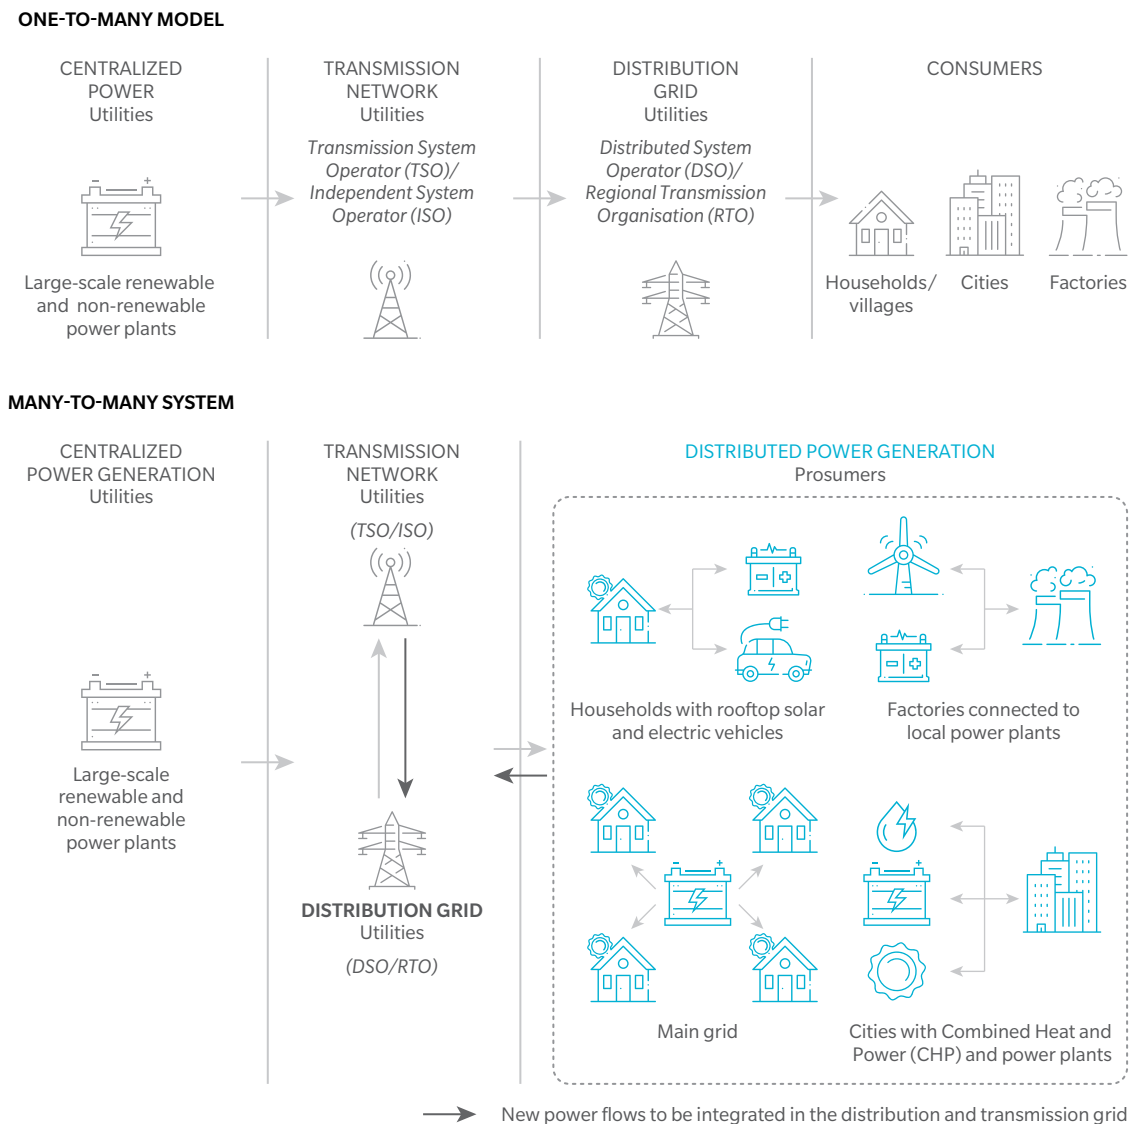 ONE-TO-MANY MODEL
CENTRALIZED
POWER
Utilities
Large-scale renewable
and non-renewable
power plants
TRANSMISSION
NETWORK
Utilities
Transmission System
Operator (TSO)/
Independent System
Operator (ISO)
DISTRIBUTION
GRID
Utilities
Distributed System
Operator (DSO)/
Regional Transmission
Organisation (RTO)
CONSUMERS
Households/
villages
Cities
Factories
MANY-TO-MANY SYSTEM
CENTRALIZED
POWER GENERATION
Utilities
Large-scale
renewable and
non-renewable
power plants
TRANSMISSION
NETWORK
Utilities
(TSO/ISO)
DISTRIBUTION GRID
Utilities
(DSO/RTO)
DISTRIBUTED POWER GENERATION
Prosumers
Households with rooftop solar
and electric vehicles
Factories connected to
local power plants
Main grid
Cities with Combined Heat and
Power (CHP) and power plants
New power flows to be integrated in the distribution and transmission grid